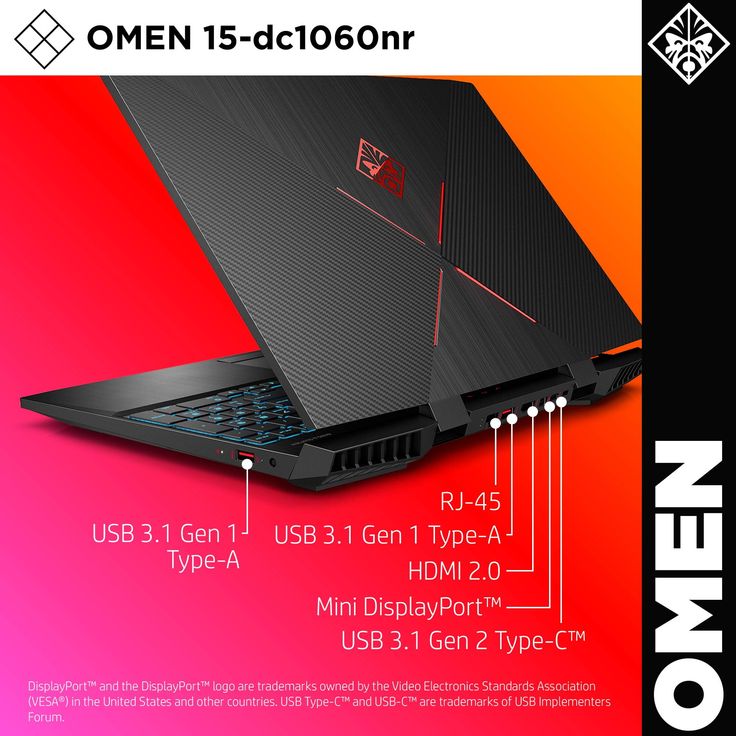 OMEN 15-dc1060nr
OMEN
RJ-45
USB 3.1 Gen 1
Type-A
USB 3.1 Gen 1 Type-A
HDMI 2.0
Mini DisplayPort™
USB 3.1 Gen 2 Type-C™
DisplayPort™ and the DisplayPort™ logo are trademarks owned by the Video Electronics Standards Association
(VESA®) in the United States and other countries. USB Type-C™ and USB-C™ are trademarks of USB Implementers
Forum.